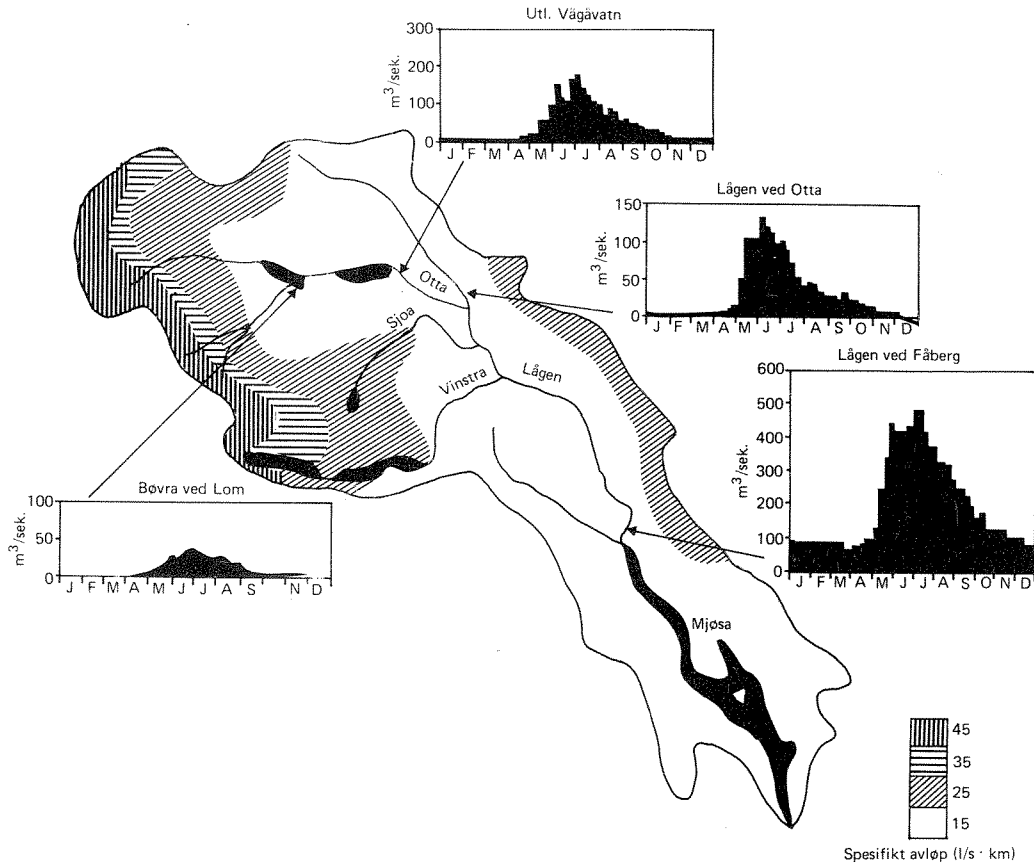 Utl. Vågåvatn
300
200
100
0
m³/sek.
J F M A M J J A S O N D
Lågen ved Otta
150
100
50
0
m³/sek.
J F M A M J J A S O N D
Lågen ved Fåberg
600
500
400
300
200
100
0
m³/sek.
J F M A M J J A S O N D
Otta
Sjoa
Vinstra
Lågen
Bøvra ved Lom
100
50
0
m³/sek.
J F M A M J J A S N D
Mjøsa
45
35
25
15
Spesifikt avløp (l/s · km)